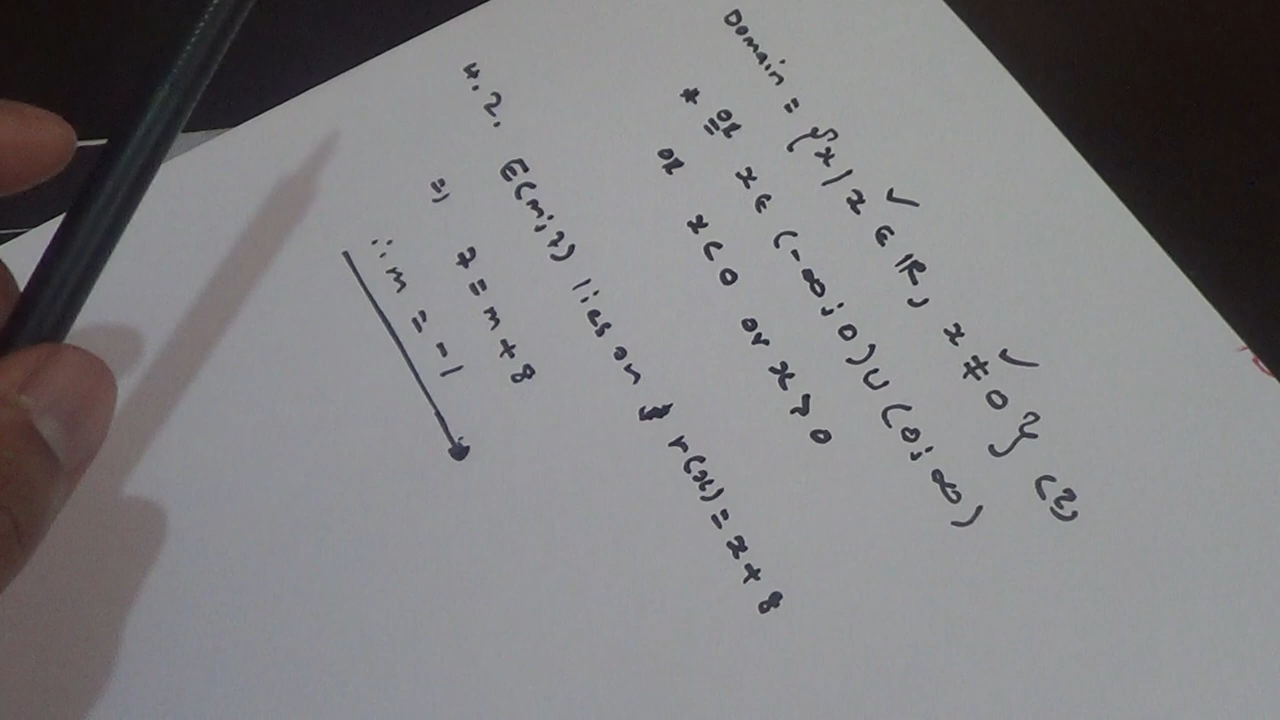 Domain = {x / x ∈ ℝ, x ≠ 0} (2)
* OR x ∈ (-∞; 0) ∪ (0; ∞)
OR x < 0 or x > 0
4.2. E(m; 7) lies on r(x) = x + 8
⇒ 7 = m + 8
∴ m = -1